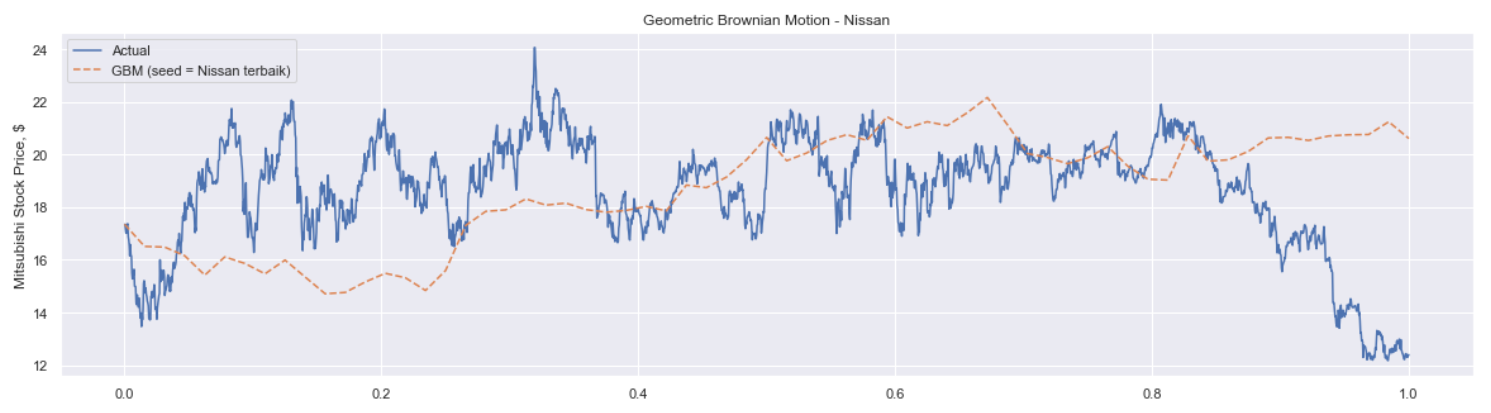 Geometric Brownian Motion - Nissan
Actual
GBM (seed = Nissan terbaik)
Mitsubishi Stock Price, $
24
22
20
18
16
14
12
0.0 0.2 0.4 0.6 0.8 1.0